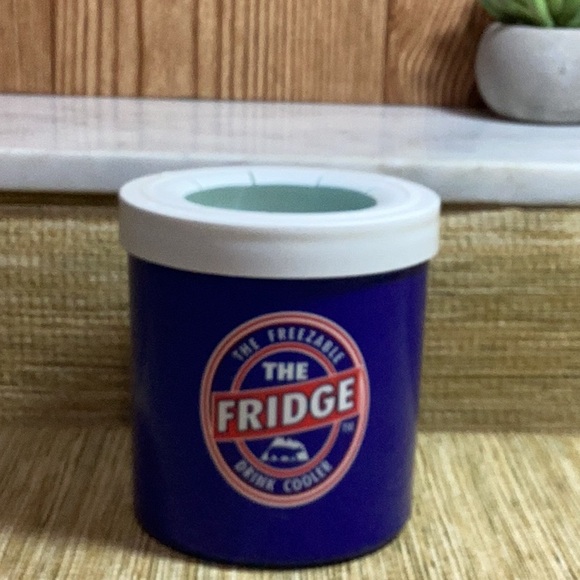 THE FREEZABLE
THE
FRIDGE
TM
DRINK COOLER